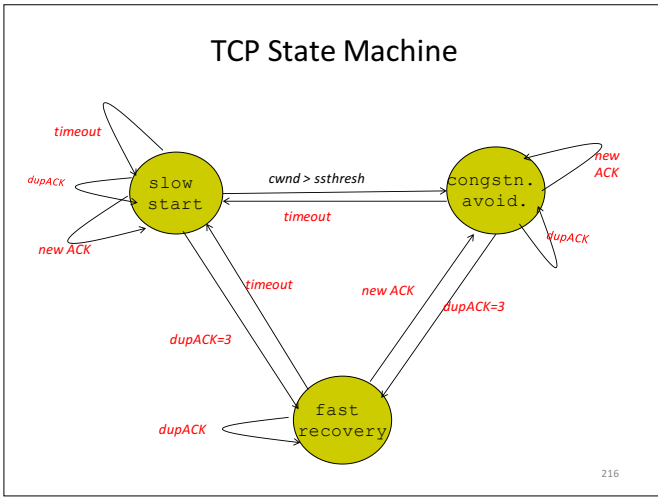 TCP State Machine
timeout
dupACK
new ACK
slow
start
cwnd > ssthresh
timeout
congstn.
avoid.
new
ACK
dupACK
timeout
new ACK
dupACK=3
dupACK=3
fast
recovery
dupACK
216